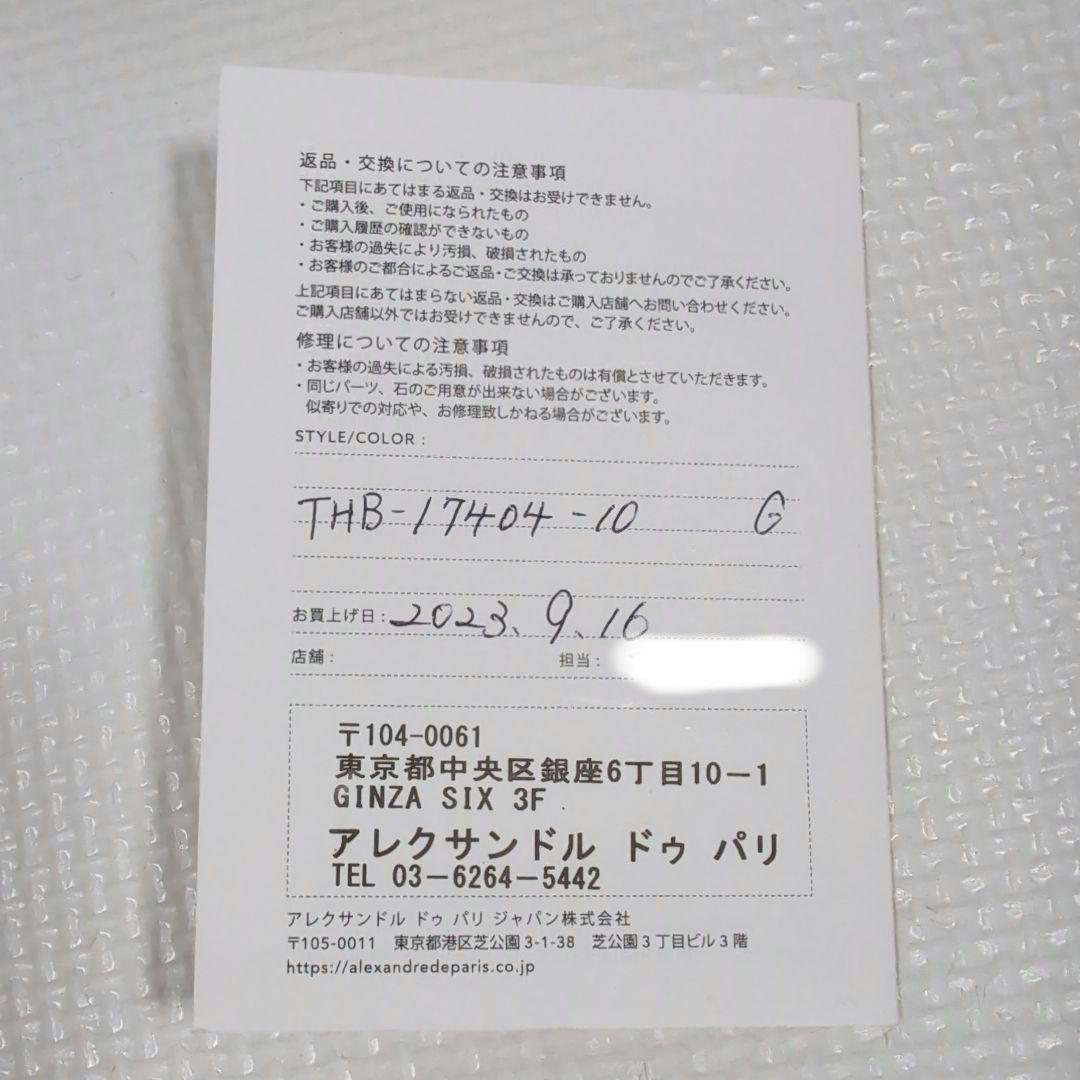 返品・交換についての注意事項
下記項目にあてはまる返品・交換はお受けできません。
・ご購入後、ご使用になられたもの
・ご購入履歴の確認ができないもの
・お客様の過失により汚損、破損されたもの
・お客様のご都合によるご返品・ご交換は承っておりませんのでご了承ください。
上記項目にあてはまらない返品・交換はご購入店舗へお問い合わせください。
ご購入店舗以外ではお受けできませんので、ご了承ください。
修理についての注意事項
・お客様の過失による汚損、破損されたものは有償とさせていただきます。
・同じパーツ、石のご用意が出来ない場合がございます。
似寄りでの対応や、お修理致しかねる場合がございます。
STYLE/COLOR :
THB-17404-10 G
お買上げ日 : 2023、9、16
店舗 : 担当 :
〒104-0061
東京都中央区銀座6丁目10－1
GINZA SIX 3F
アレクサンドル ドゥ パリ
TEL 03－6264－5442
アレクサンドル ドゥ パリ ジャパン株式会社
〒105-0011 東京都港区芝公園 3-1-38 芝公園 3 丁目ビル 3 階
https://alexandredeparis.co.jp